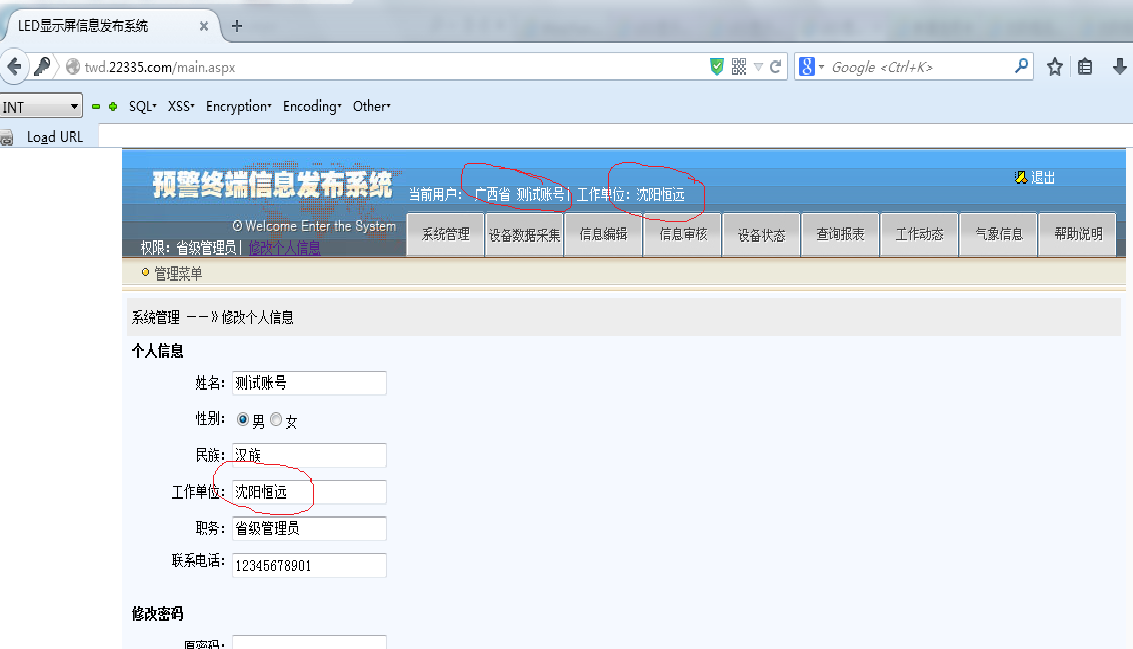 LED显示屏信息发布系统
twd.22335.com/main.aspx
Google <Ctrl+K>
INT SQL XSS Encryption Encoding Other
Load URL
预警终端信息发布系统
当前用户： 广西省 测试账号| 工作单位：沈阳恒远
退出
Welcome Enter the System
权限：省级管理员| 修改个人信息
系统管理 设备数据采集 信息编辑 信息审核 设备状态 查询报表 工作动态 气象信息 帮助说明
管理菜单
系统管理 －－》修改个人信息
个人信息
姓名： 测试账号
性别： 男 女
民族： 汉族
工作单位： 沈阳恒远
职务： 省级管理员
联系电话： 12345678901
修改密码
原密码：